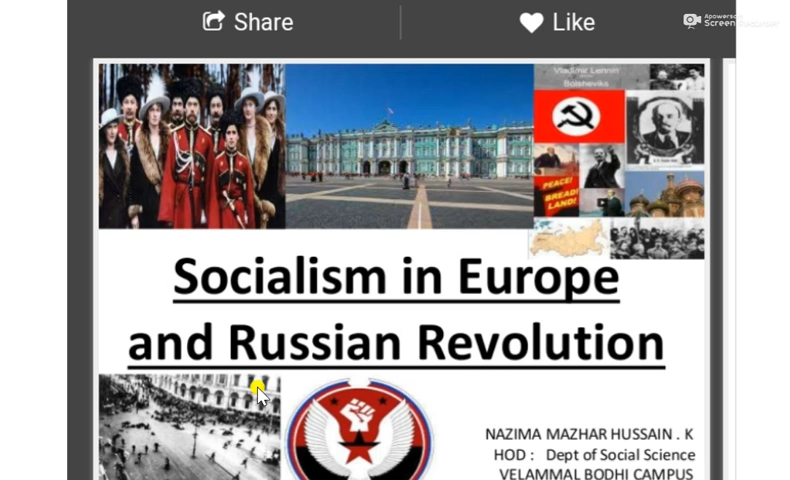 Share
Like
Apowersoft
Screen Recorder
Vladimir Lennin
Bolsheviks
PEACE!
BREAD!
LAND!
Socialism in Europe
and Russian Revolution
NAZIMA MAZHAR HUSSAIN . K
HOD : Dept of Social Science
VELAMMAL BODHI CAMPUS